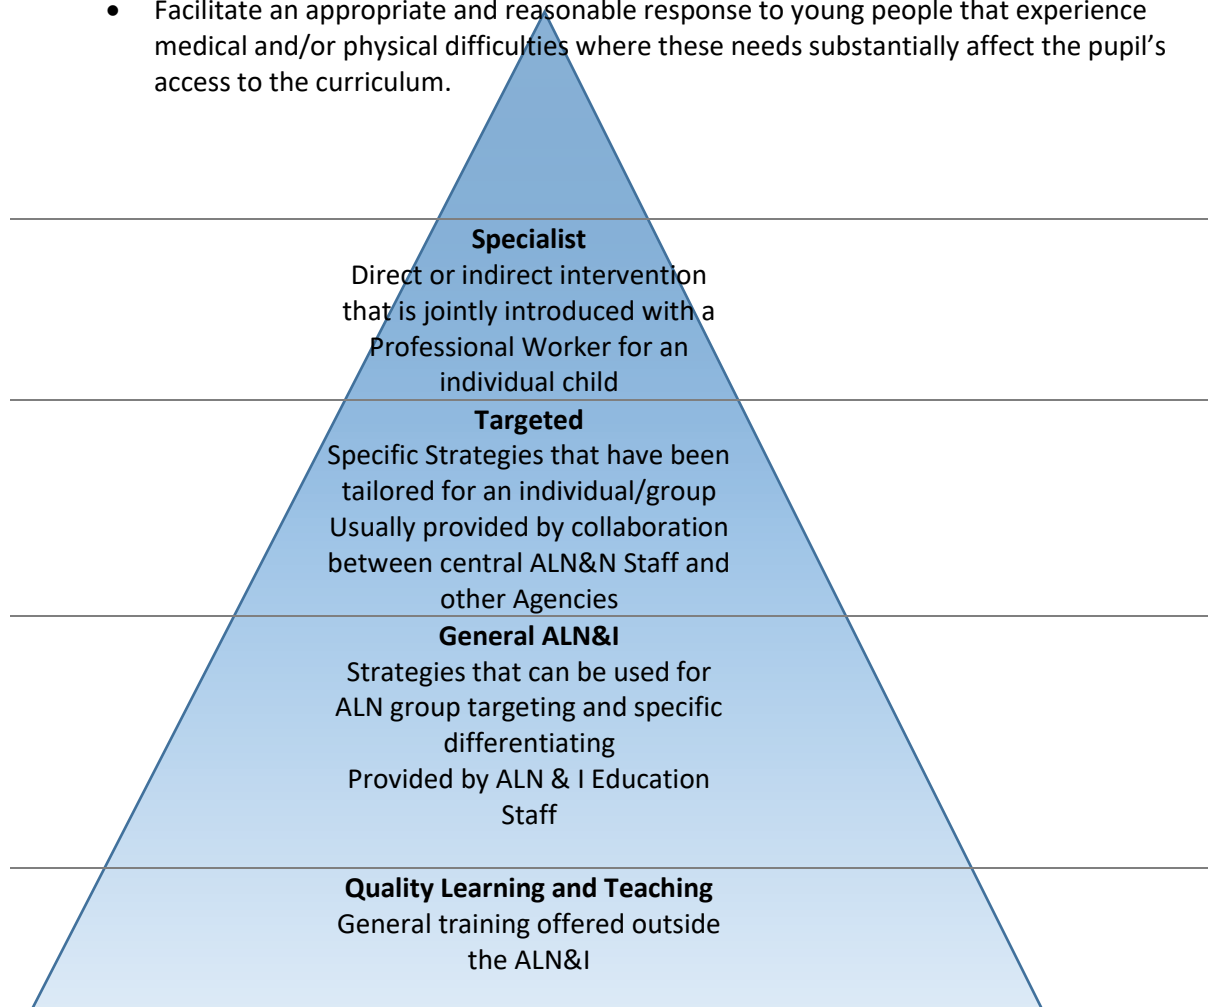 • Facilitate an appropriate and reasonable response to young people that experience
medical and/or physical difficulties where these needs substantially affect the pupil’s
access to the curriculum.
Specialist
Direct or indirect intervention
that is jointly introduced with a
Professional Worker for an
individual child
Targeted
Specific Strategies that have been
tailored for an individual/group
Usually provided by collaboration
between central ALN&N Staff and
other Agencies
General ALN&I
Strategies that can be used for
ALN group targeting and specific
differentiating
Provided by ALN & I Education
Staff
Quality Learning and Teaching
General training offered outside
the ALN&I